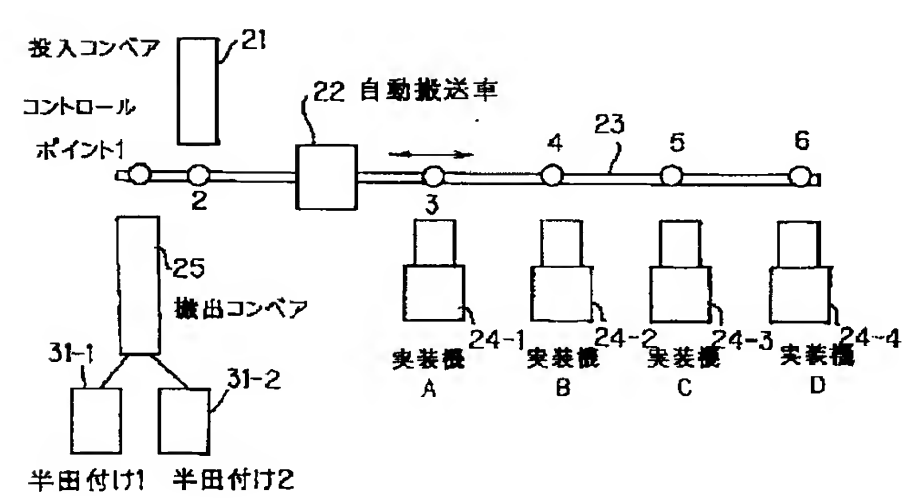 投入コンベア
21
コントロール
ポイント1
22 自動搬送車
2
3
4
23
5
6
25
搬出コンベア
24-1
24-2
24-3
24-4
実装機
A
実装機
B
実装機
C
実装機
D
31-1
31-2
半田付け1
半田付け2